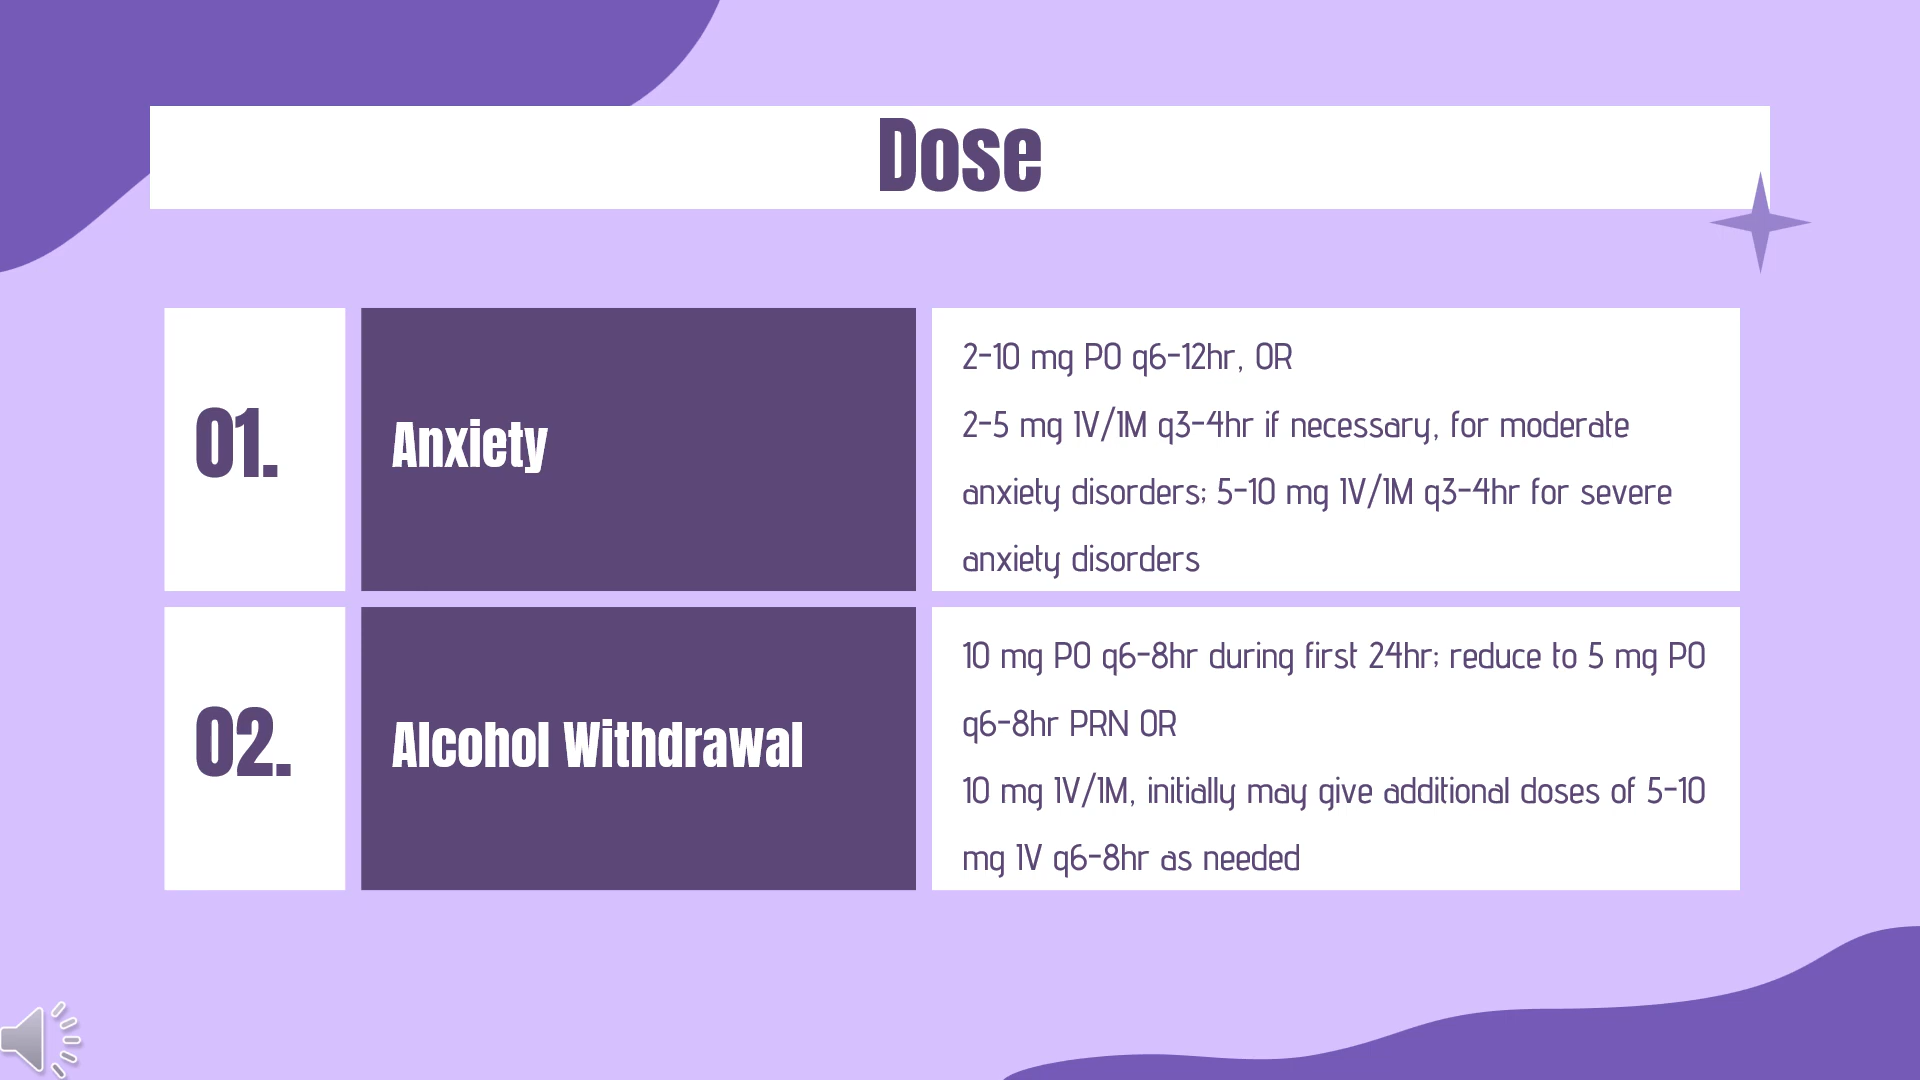 Dose
01.
Anxiety
2-10 mg PO q6-12hr, OR
2-5 mg IV/IM q3-4hr if necessary, for moderate
anxiety disorders; 5-10 mg IV/IM q3-4hr for severe
anxiety disorders
02.
Alcohol Withdrawal
10 mg PO q6-8hr during first 24hr; reduce to 5 mg PO
q6-8hr PRN OR
10 mg IV/IM, initially may give additional doses of 5-10
mg IV q6-8hr as needed